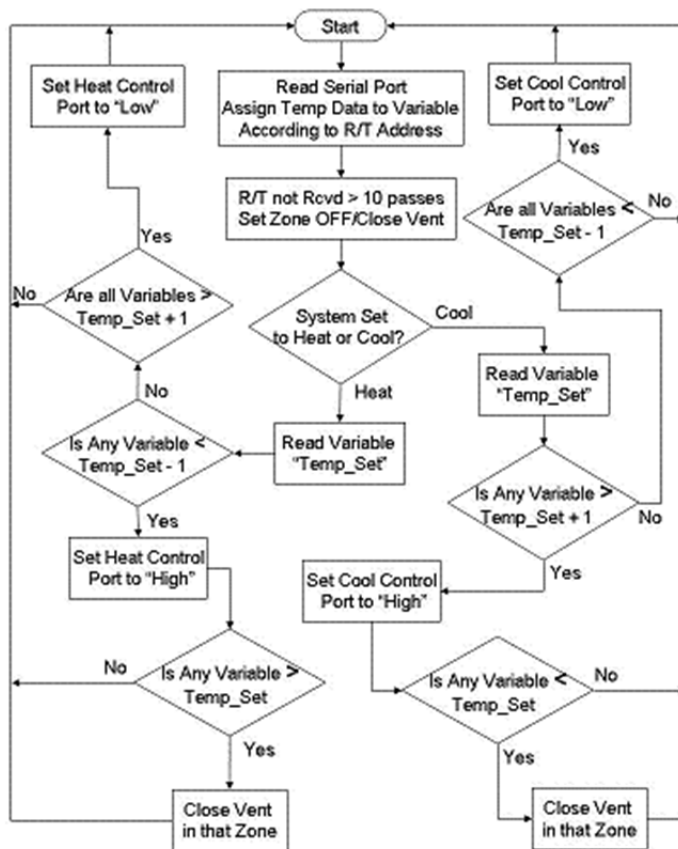 Start
Read Serial Port
Assign Temp Data to Variable
According to R/T Address
R/T not Rcvd > 10 passes
Set Zone OFF/Close Vent
System Set
to Heat or Cool?
Cool
Heat
Read Variable
"Temp_Set"
Is Any Variable <
Temp_Set - 1
No
Yes
Are all Variables >
Temp_Set + 1
No
Yes
Set Heat Control
Port to "Low"
Set Heat Control
Port to "High"
Is Any Variable >
Temp_Set
No
Yes
Close Vent
in that Zone
Read Variable
"Temp_Set"
Is Any Variable >
Temp_Set + 1
No
Yes
Are all Variables <
Temp_Set - 1
No
Yes
Set Cool Control
Port to "Low"
Set Cool Control
Port to "High"
Is Any Variable <
Temp_Set
No
Yes
Close Vent
in that Zone